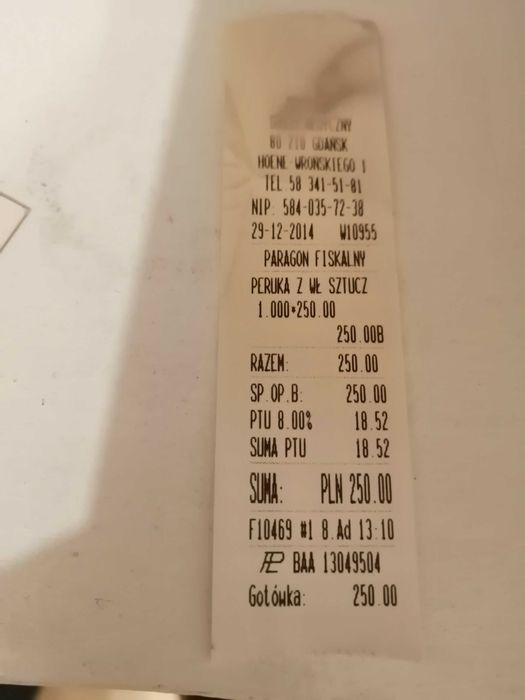 80 210 GDAŃSK
HOENE WROŃSKIEGO 1
TEL 58 341-51-81
NIP: 584-035-72-38
29-12-2014 W10955
PARAGON FISKALNY
PERUKA Z WŁ SZTUCZ
1.000*250.00
250.00B
RAZEM: 250.00
SP.OP.B: 250.00
PTU 8.00% 18.52
SUMA PTU 18.52
SUMA: PLN 250.00
F10469 #1 8.Ad 13:10
BAA 13049504
Gotówka: 250.00